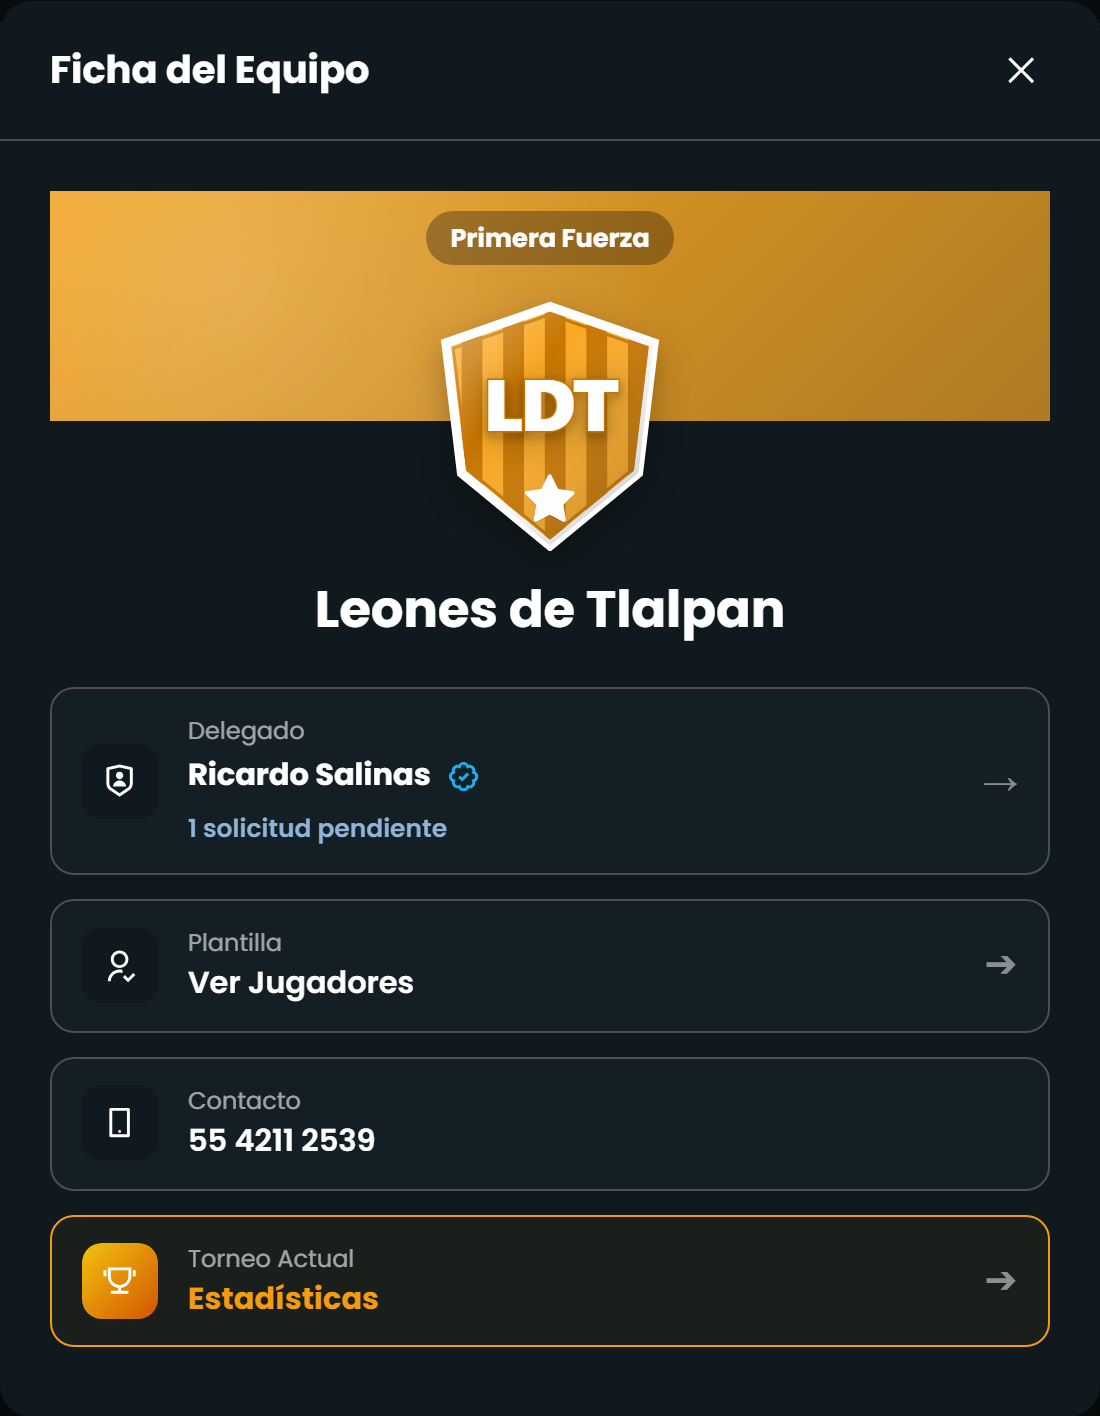 Ficha del Equipo
Primera Fuerza
LDT
Leones de Tlalpan
Delegado
Ricardo Salinas
1 solicitud pendiente
Plantilla
Ver Jugadores
Contacto
55 4211 2539
Torneo Actual
Estadísticas